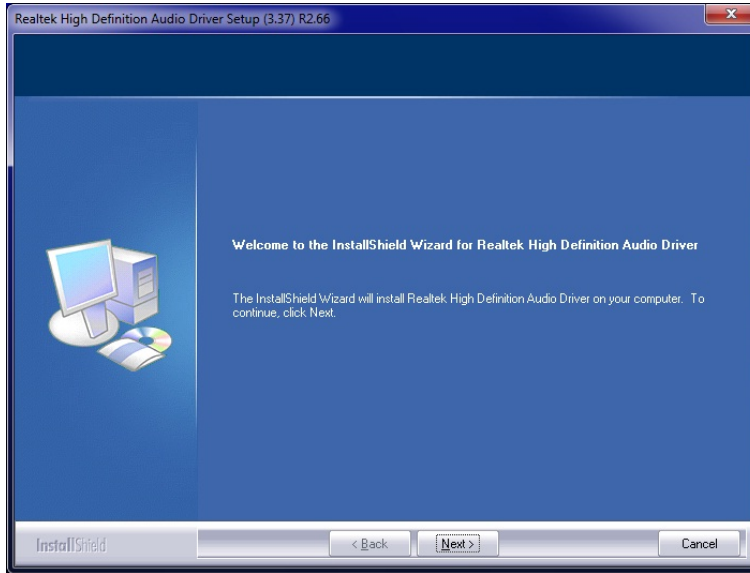 Realtek High Definition Audio Driver Setup (3.37) R2.66
Welcome to the InstallShield Wizard for Realtek High Definition Audio Driver
The InstallShield Wizard will install Realtek High Definition Audio Driver on your computer. To
continue, click Next.
InstallShield
< Back
Next >
Cancel